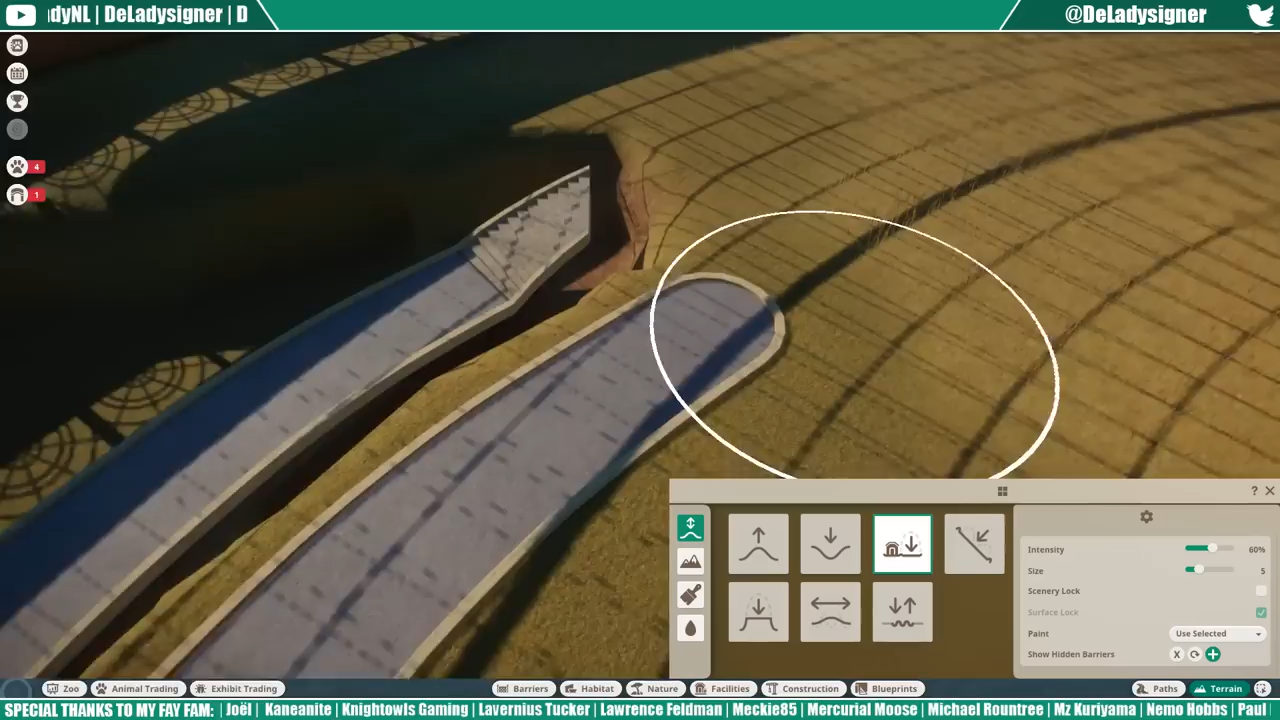 dyNL | DeLadysigner | D
@DeLadysigner
4
1
? X
Intensity 60%
Size 5
Scenery Lock
Surface Lock
Paint Use Selected
Show Hidden Barriers X
Zoo Animal Trading Exhibit Trading Barriers Habitat Nature Facilities Construction Blueprints Paths Terrain
SPECIAL THANKS TO MY FAY FAM: | Joël | Kaneanite | Knightowls Gaming | Lavernius Tucker | Lawrence Feldman | Meckie85 | Mercurial Moose | Michael Rountree | Mz Kuriyama | Nemo Hobbs | Paul